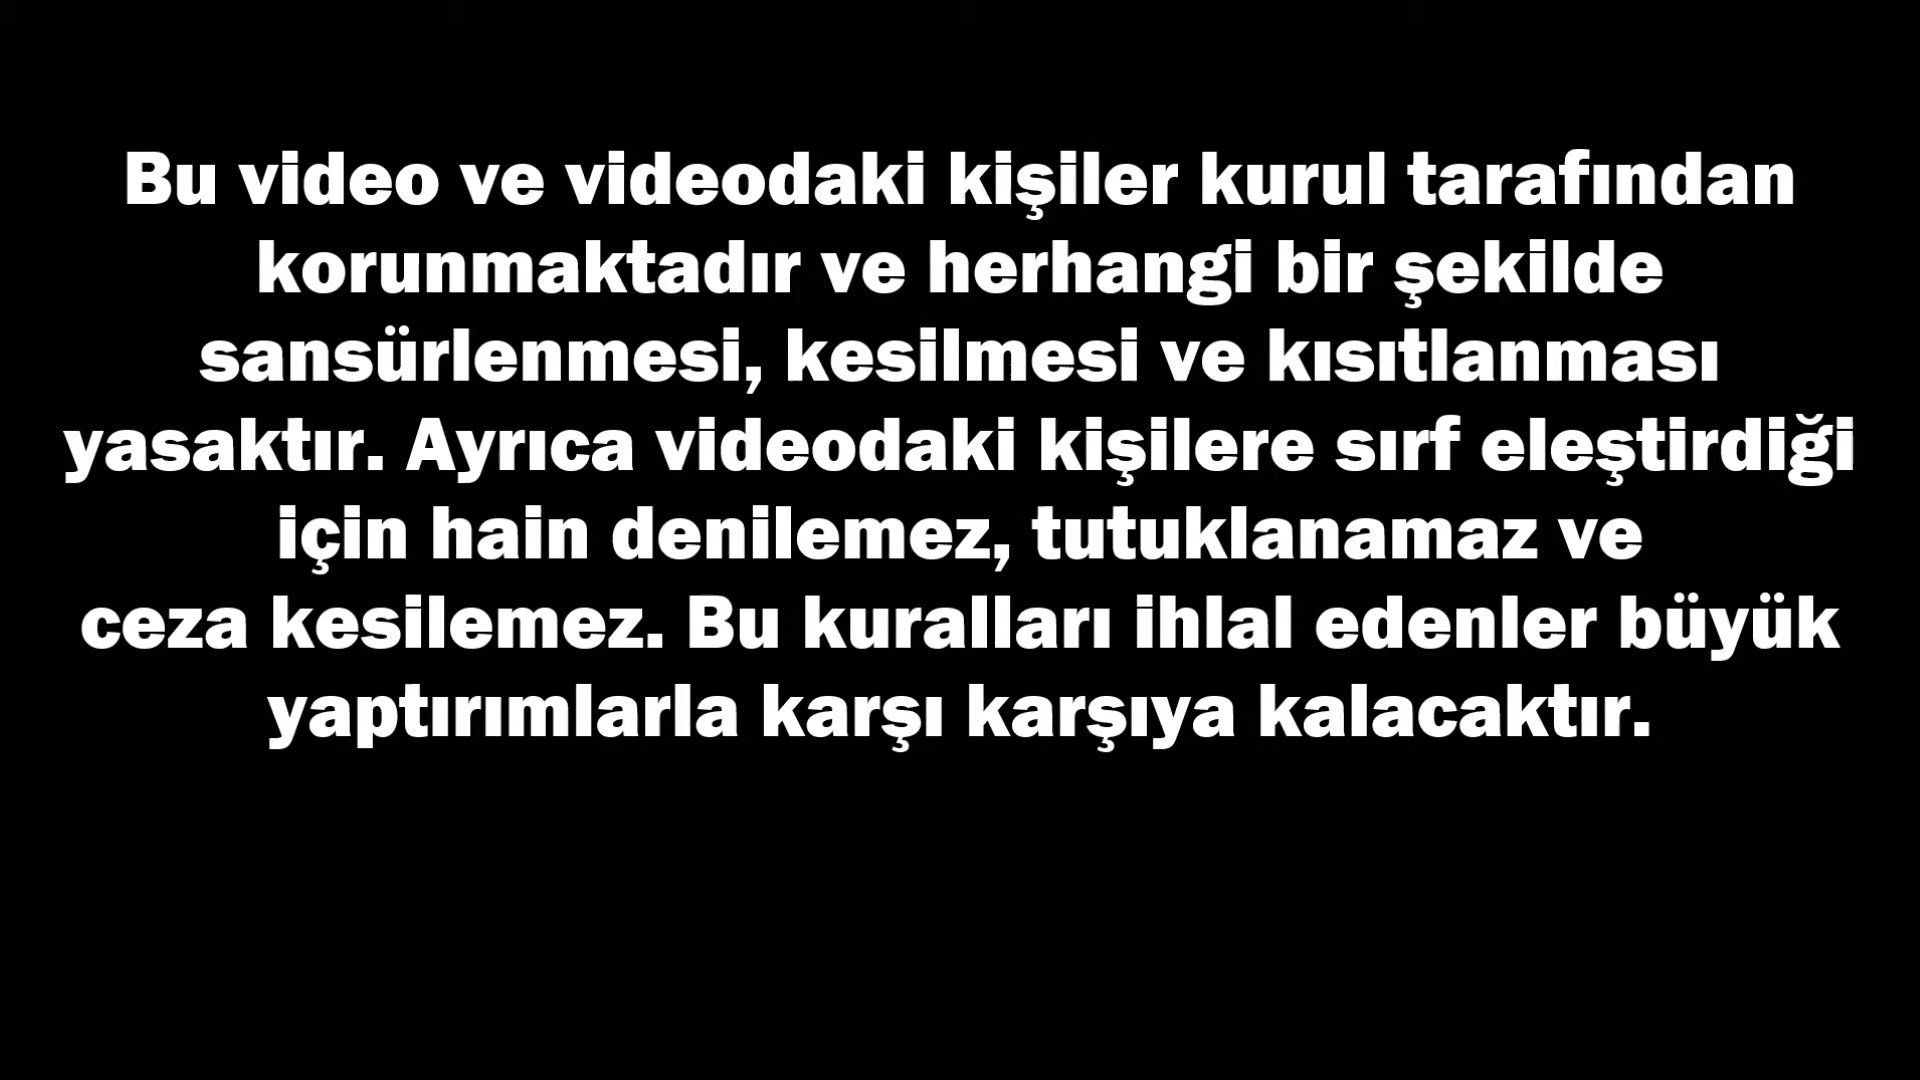 Bu video ve videodaki kişiler kurul tarafından
korunmaktadır ve herhangi bir şekilde
sansürlenmesi, kesilmesi ve kısıtlanması
yasaktır. Ayrıca videodaki kişilere sırf eleştirdiği
için hain denilemez, tutuklanamaz ve
ceza kesilemez. Bu kuralları ihlal edenler büyük
yaptırımlarla karşı karşıya kalacaktır.